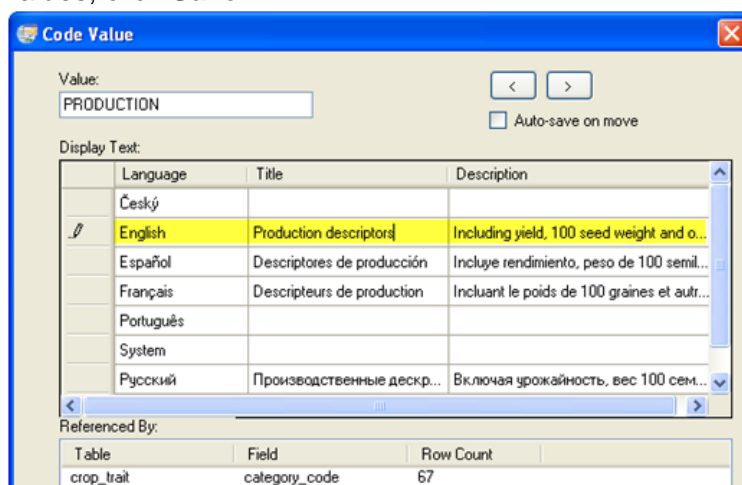 Code Value
Value:
PRODUCTION
< >
Auto-save on move
Display Text:
Language Title Description
Český
English Production descriptors Including yield, 100 seed weight and o...
Español Descriptores de producción Incluye rendimiento, peso de 100 semil...
Français Descripteurs de production Incluant le poids de 100 graines et autr...
Português
System
Русский Производственные дескр... Включая урожайность, вес 100 сем...
Referenced By:
Table Field Row Count
crop_trait category_code 67